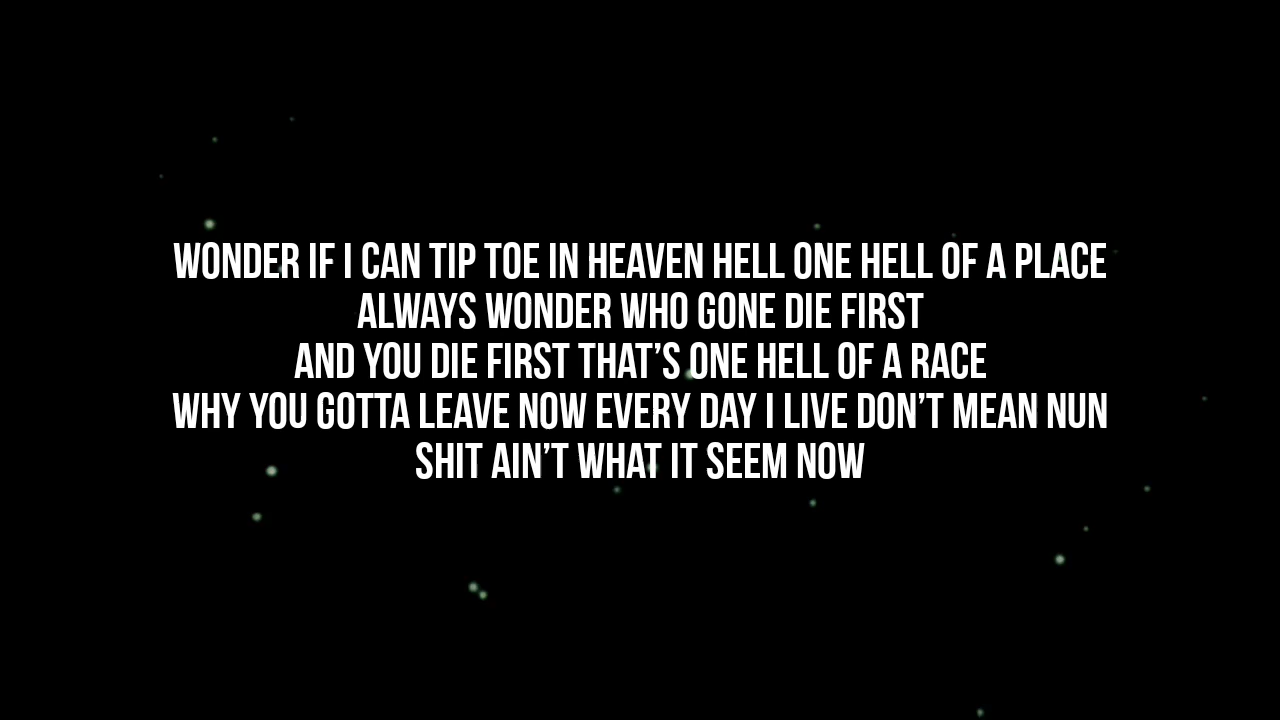 WONDER IF I CAN TIP TOE IN HEAVEN HELL ONE HELL OF A PLACE
ALWAYS WONDER WHO GONE DIE FIRST
AND YOU DIE FIRST THAT’S ONE HELL OF A RACE
WHY YOU GOTTA LEAVE NOW EVERY DAY I LIVE DON’T MEAN NUN
SHIT AIN’T WHAT IT SEEM NOW